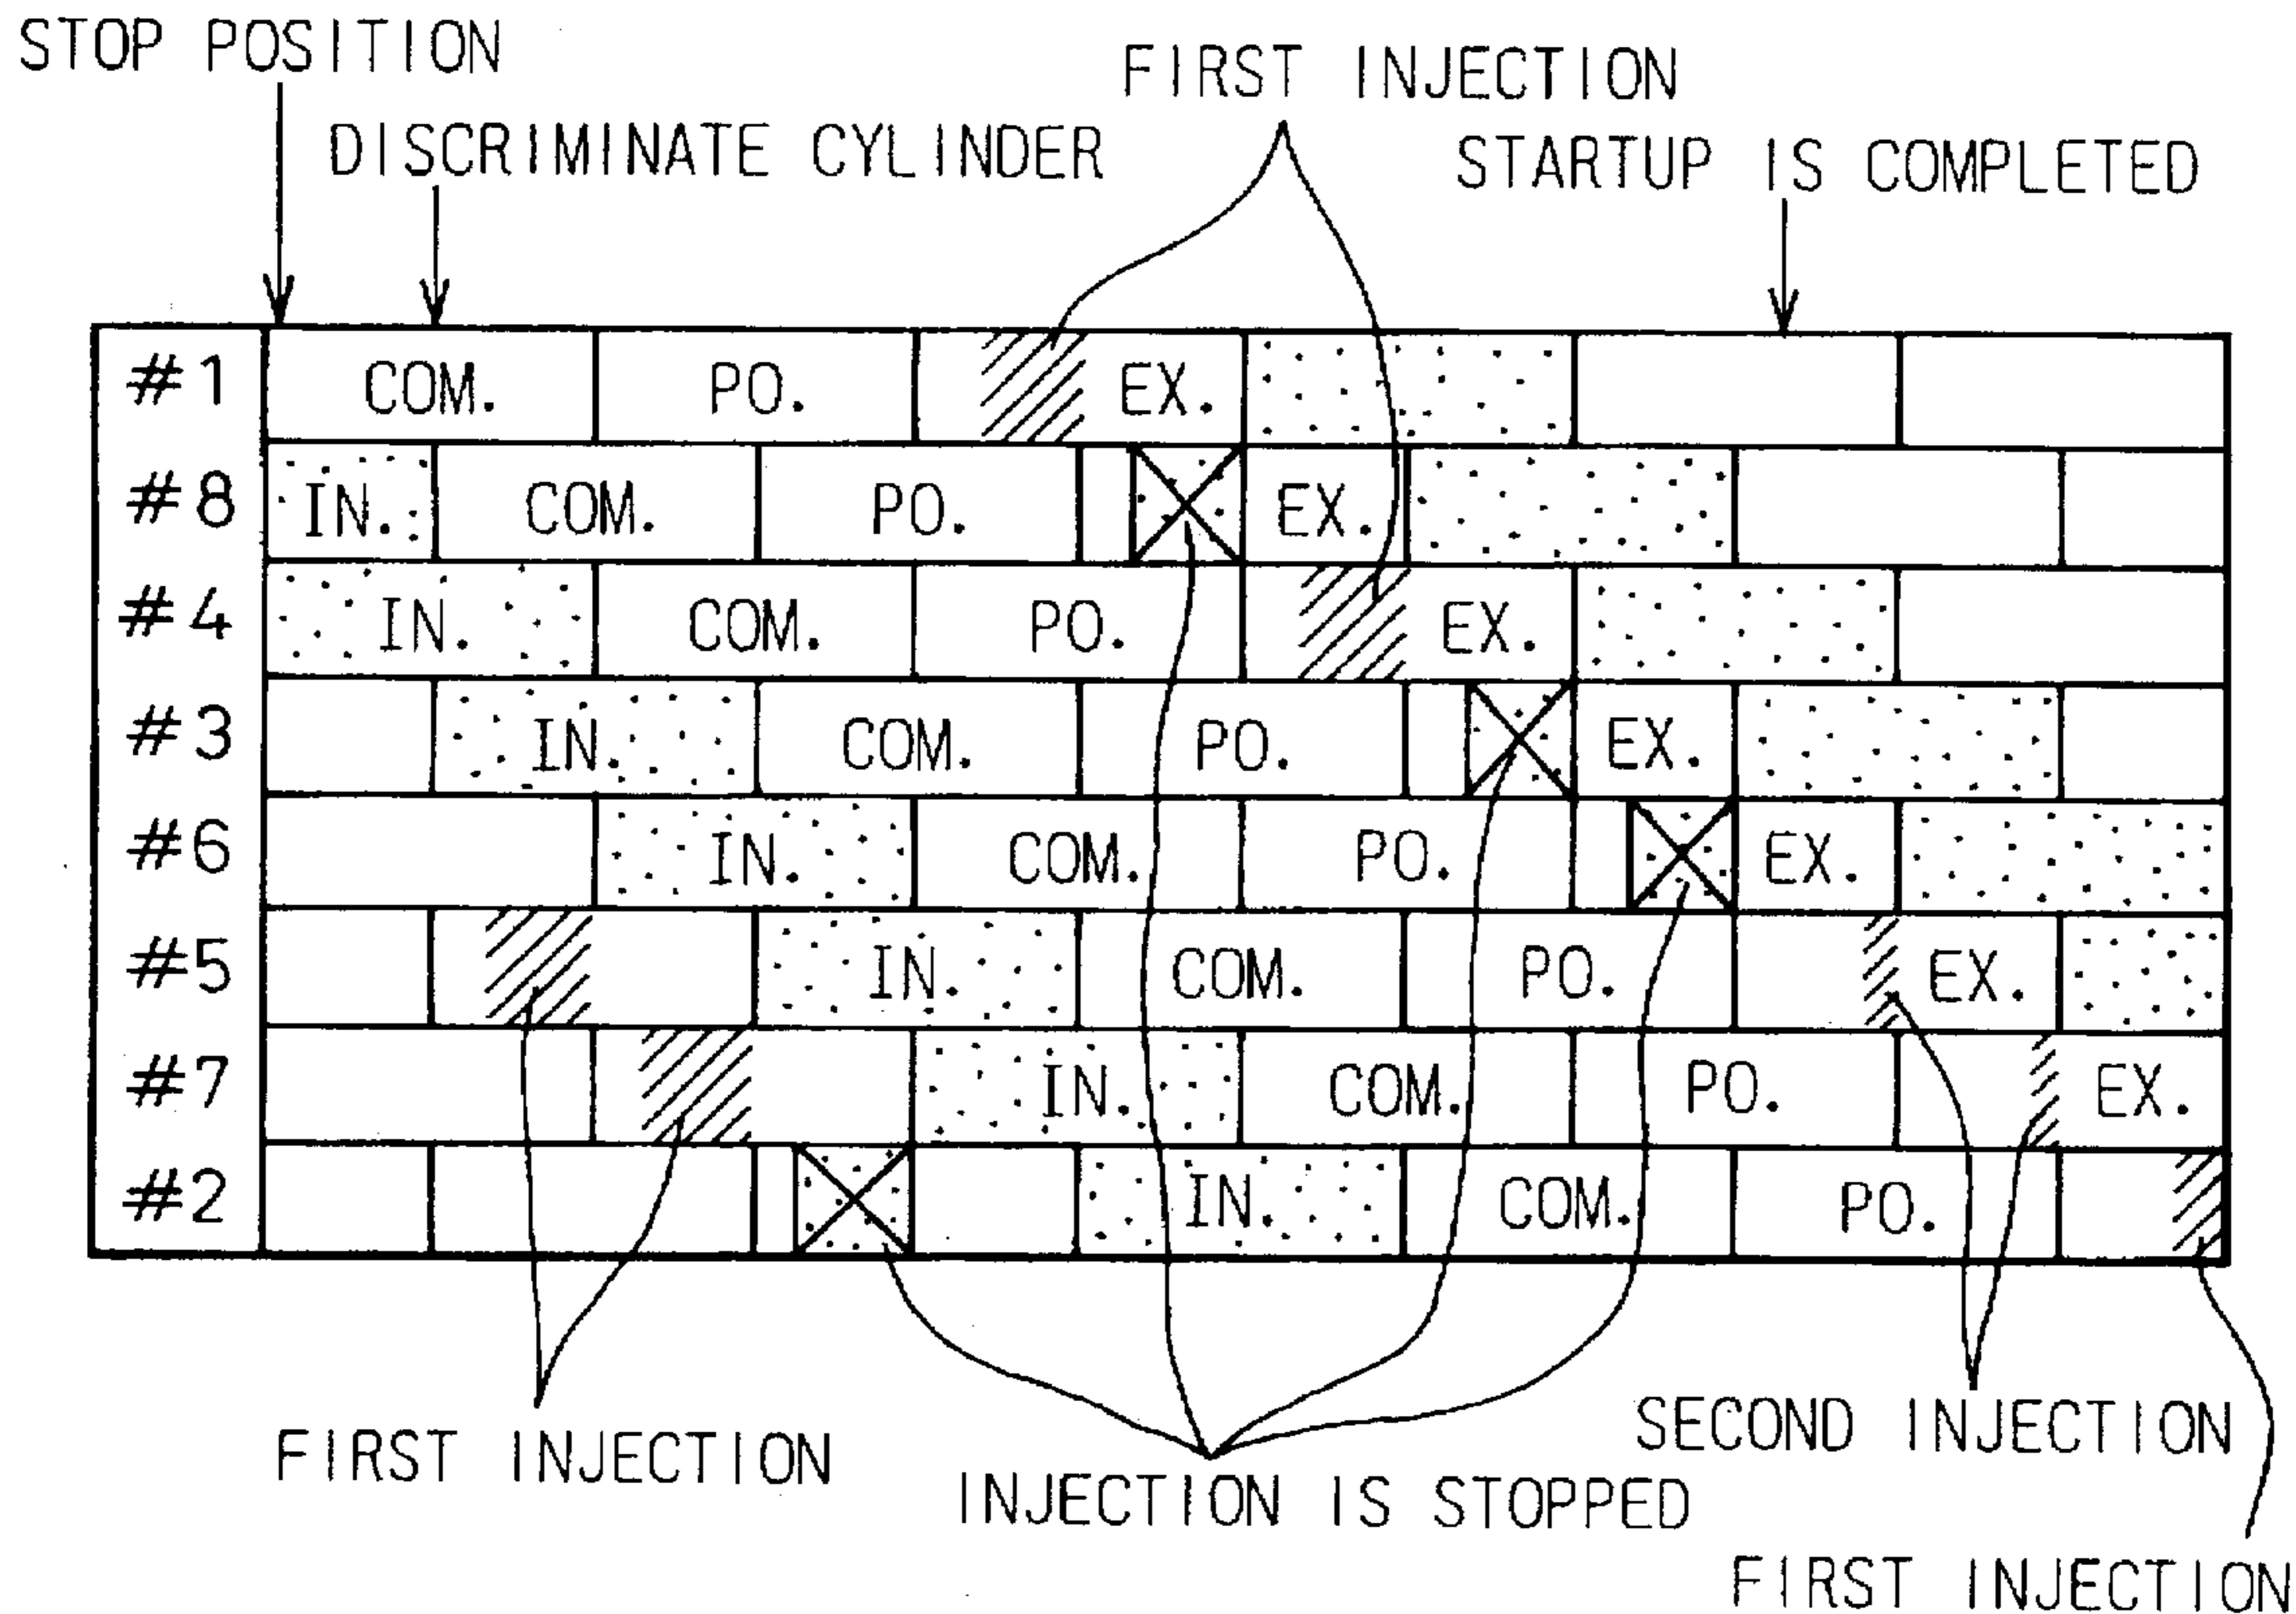 STOP POSITION
FIRST INJECTION
DISCRIMINATE CYLINDER
STARTUP IS COMPLETED
#1 COM. PO. EX.
#8 IN. COM. PO. EX.
#4 IN. COM. PO. EX.
#3 IN. COM. PO. EX.
#6 IN. COM. PO. EX.
#5 IN. COM. PO. EX.
#7 IN. COM. PO. EX.
#2 IN. COM. PO.
SECOND INJECTION
FIRST INJECTION
INJECTION IS STOPPED
FIRST INJECTION